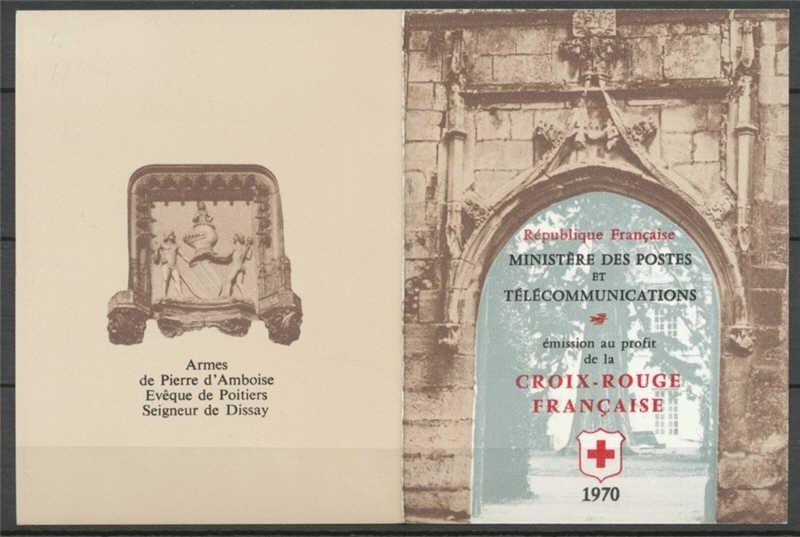 Armes
de Pierre d'Amboise
Evêque de Poitiers
Seigneur de Dissay
République Française
MINISTÈRE DES POSTES
ET
TÉLÉCOMMUNICATIONS
émission au profit
de la
CROIX-ROUGE
FRANÇAISE
1970